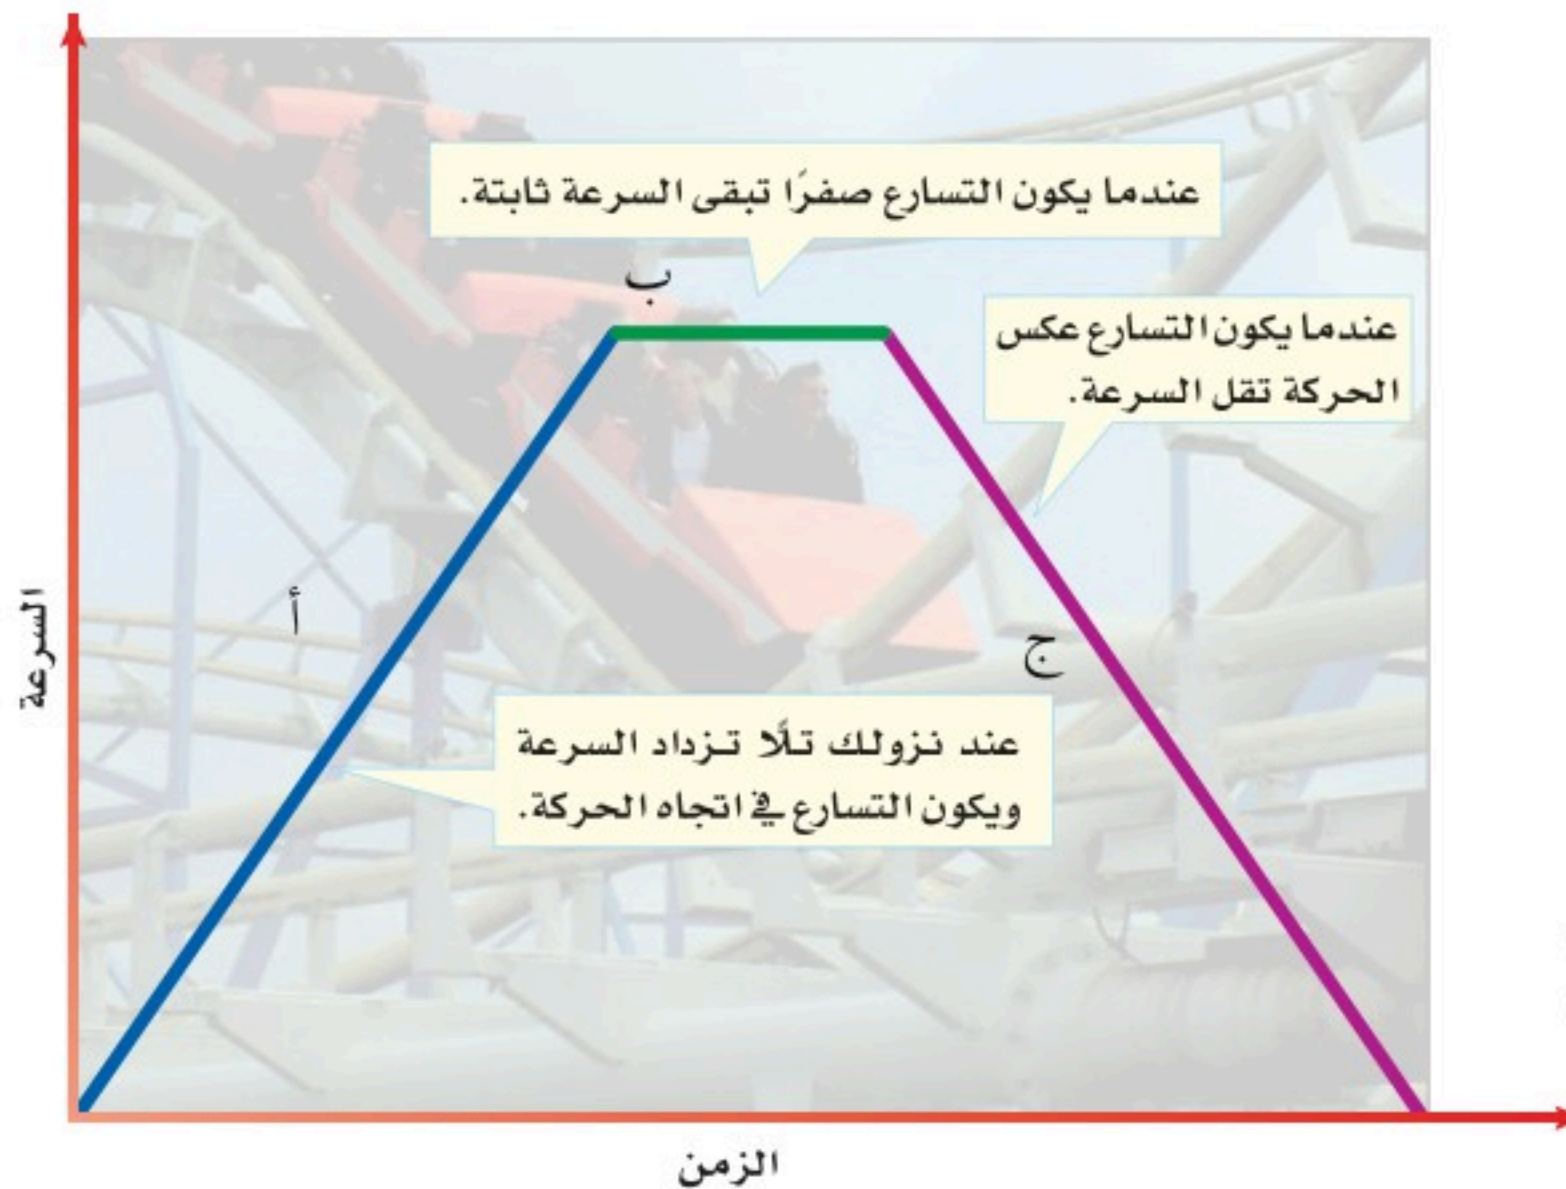 عندما يكون التسارع صفرًا تبقى السرعة ثابتة.
ب
عندما يكون التسارع عكس
الحركة تقل السرعة.
أ
ج
عند نزولك تلًا تزداد السرعة
ويكون التسارع في اتجاه الحركة.
السرعة
الزمن